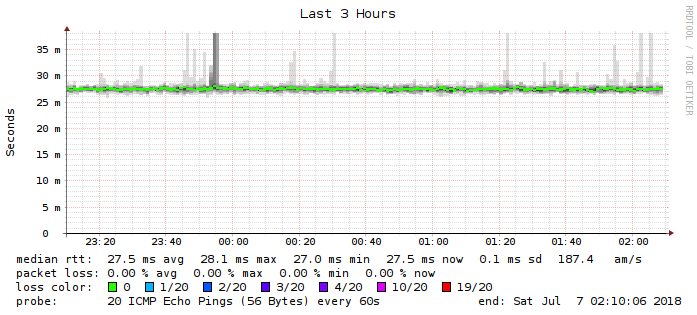 Last 3 Hours
RRDTOOL / TOBI OETIKER
Seconds
35 m
30 m
25 m
20 m
15 m
10 m
5 m
0
23:20 23:40 00:00 00:20 00:40 01:00 01:20 01:40 02:00
median rtt: 27.5 ms avg 28.1 ms max 27.0 ms min 27.5 ms now 0.1 ms sd 187.4 am/s
packet loss: 0.00 % avg 0.00 % max 0.00 % min 0.00 % now
loss color: 0 1/20 2/20 3/20 4/20 10/20 19/20
probe: 20 ICMP Echo Pings (56 Bytes) every 60s end: Sat Jul 7 02:10:06 2018